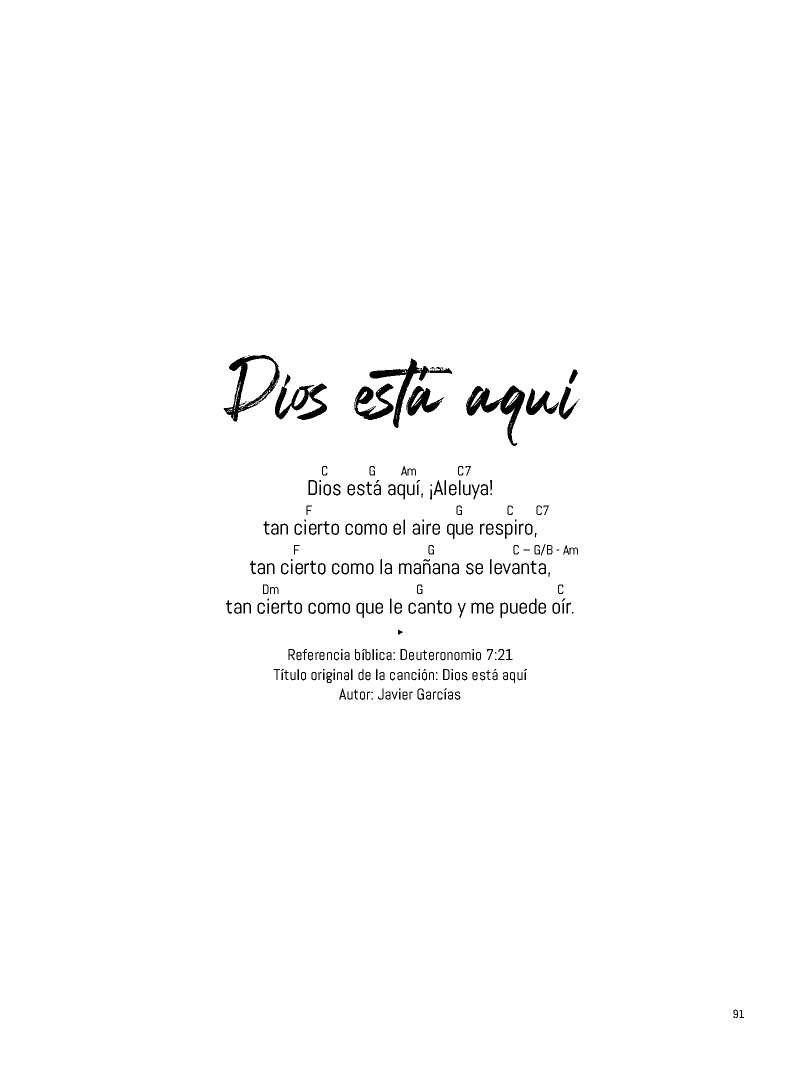 Dios está aquí
C G Am C7
Dios está aquí, ¡Aleluya!
F G C C7
tan cierto como el aire que respiro,
F G C – G/B - Am
tan cierto como la mañana se levanta,
Dm G C
tan cierto como que le canto y me puede oír.
Referencia bíblica: Deuteronomio 7:21
Título original de la canción: Dios está aquí
Autor: Javier Garcías
91